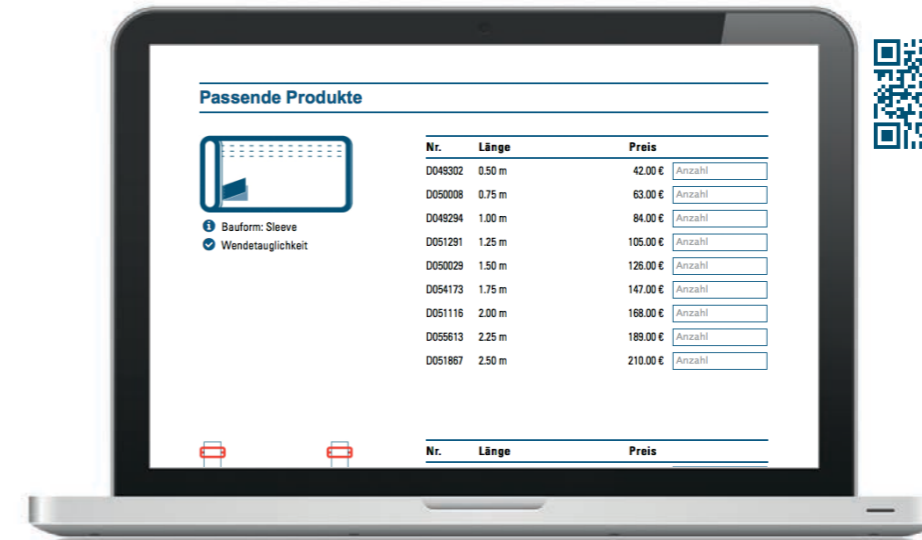 Passende Produkte
Bauform: Sleeve
Wendetauglichkeit
Nr. Länge Preis
D049302 0.50 m 42.00 € Anzahl
D050008 0.75 m 63.00 € Anzahl
D049294 1.00 m 84.00 € Anzahl
D051291 1.25 m 105.00 € Anzahl
D050029 1.50 m 126.00 € Anzahl
D054173 1.75 m 147.00 € Anzahl
D051116 2.00 m 168.00 € Anzahl
D055613 2.25 m 189.00 € Anzahl
D051867 2.50 m 210.00 € Anzahl
Nr. Länge Preis